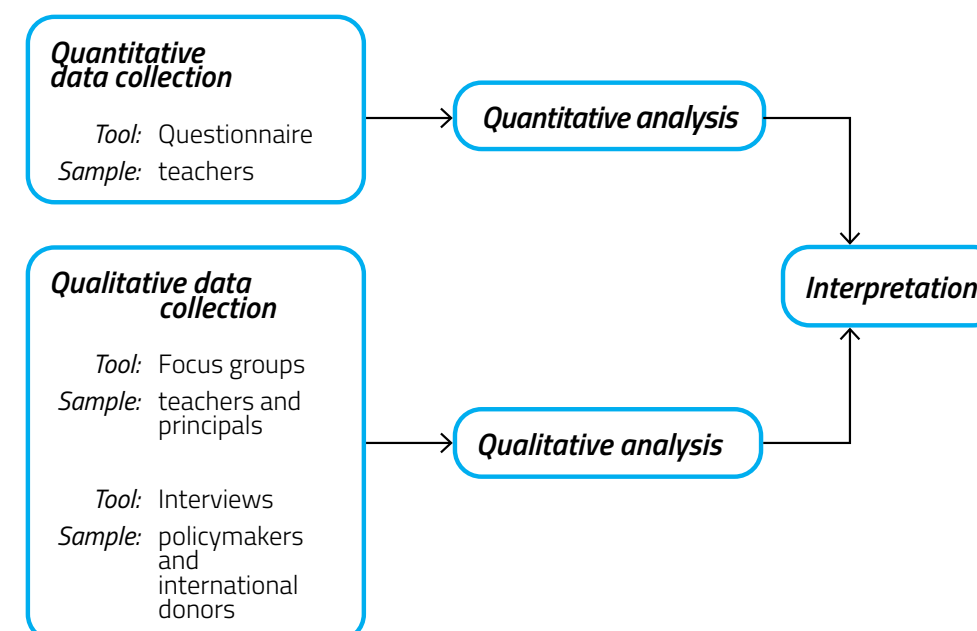 Quantitative
data collection
Tool: Questionnaire
Sample: teachers
Quantitative analysis
Qualitative data
collection
Tool: Focus groups
Sample: teachers and
principals
Tool: Interviews
Sample: policymakers
and
international
donors
Qualitative analysis
Interpretation